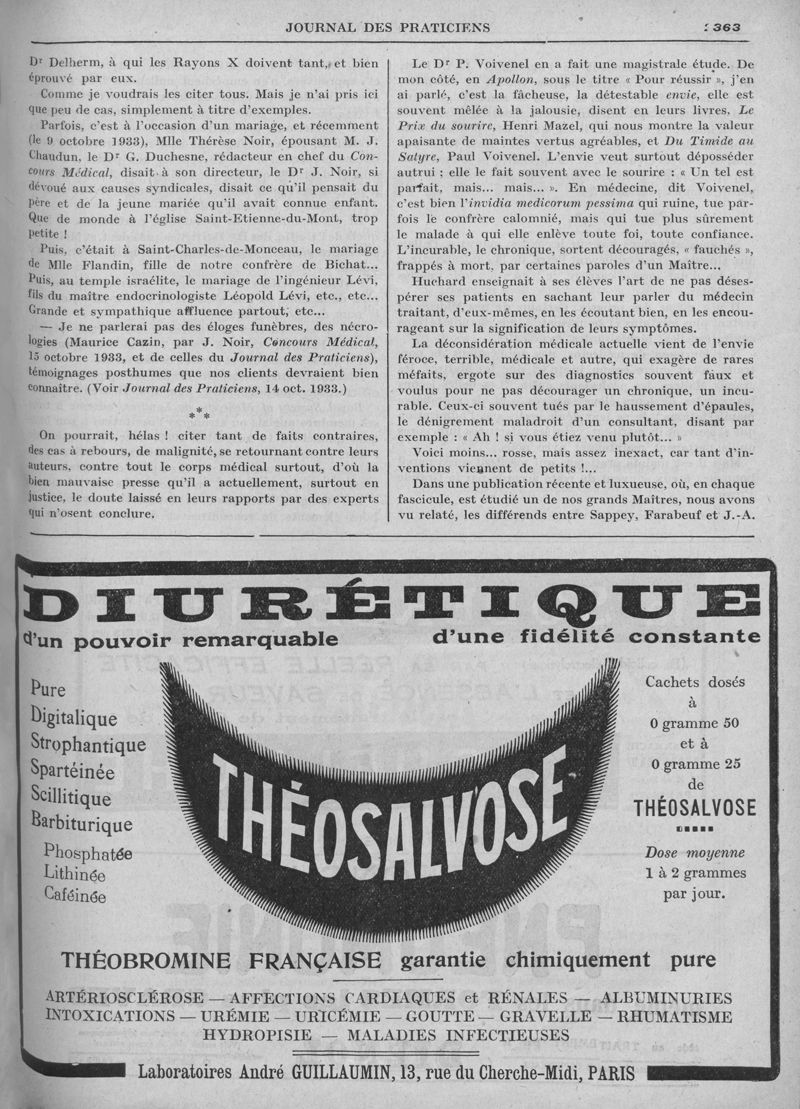 JOURNAL DES PRATICIENS
363
Dr Delherm, à qui les Rayons X doivent tant, et bien
éprouvé par eux.
Comme je voudrais les citer tous. Mais je n'ai pris ici
que peu de cas, simplement à titre d'exemples.
Parfois, c'est à l'occasion d'un mariage, et récemment
(le 9 octobre 1933), Mlle Thérèse Noir, épousant M. J.
Chaudun, le Dr G. Duchesne, rédacteur en chef du Con-
cours Médical, disait à son directeur, le Dr J. Noir, si
dévoué aux causes syndicales, disait ce qu'il pensait du
père et de la jeune mariée qu'il avait connue enfant.
Que de monde à l'église Saint-Etienne-du-Mont, trop
petite !
Puis, c'était à Saint-Charles-de-Monceau, le mariage
de Mlle Flandin, fille de notre confrère de Bichat...
Puis, au temple israélite, le mariage de l'ingénieur Lévi,
fils du maître endocrinologiste Léopold Lévi, etc., etc...
Grande et sympathique affluence partout, etc...
— Je ne parlerai pas des éloges funèbres, des nécro-
logies (Maurice Cazin, par J. Noir, Concours Médical,
15 octobre 1933, et de celles du Journal des Praticiens),
témoignages posthumes que nos clients devraient bien
connaître. (Voir Journal des Praticiens, 14 oct. 1933.)
***
On pourrait, hélas ! citer tant de faits contraires,
des cas à rebours, de malignité, se retournant contre leurs
auteurs, contre tout le corps médical surtout, d'où la
bien mauvaise presse qu'il a actuellement, surtout en
justice, le doute laissé en leurs rapports par des experts
qui n'osent conclure.
Le Dr P. Voivenel en a fait une magistrale étude. De
mon côté, en Apollon, sous le titre « Pour réussir », j'en
ai parlé, c'est la fâcheuse, la détestable envie, elle est
souvent mêlée à la jalousie, disent en leurs livres, Le
Prix du sourire, Henri Mazel, qui nous montre la valeur
apaisante de maintes vertus agréables, et Du Timide au
Satyre, Paul Voivenel. L'envie veut surtout déposséder
autrui ; elle le fait souvent avec le sourire : « Un tel est
parfait, mais... mais... ». En médecine, dit Voivenel,
c'est bien l'invidia medicorum pessima qui ruine, tue par-
fois le confrère calomnié, mais qui tue plus sûrement
le malade à qui elle enlève toute foi, toute confiance.
L'incurable, le chronique, sortent découragés, « fauchés »,
frappés à mort, par certaines paroles d'un Maître...
Huchard enseignait à ses élèves l'art de ne pas déses-
pérer ses patients en sachant leur parler du médecin
traitant, d'eux-mêmes, en les écoutant bien, en les encou-
rageant sur la signification de leurs symptômes.
La déconsidération médicale actuelle vient de l'envie
féroce, terrible, médicale et autre, qui exagère de rares
méfaits, ergote sur des diagnostics souvent faux et
voulus pour ne pas décourager un chronique, un incu-
rable. Ceux-ci souvent tués par le haussement d'épaules,
le dénigrement maladroit d'un consultant, disant par
exemple : « Ah ! si vous étiez venu plutôt... »
Voici moins... rosse, mais assez inexact, car tant d'in-
ventions viennent de petits !...
Dans une publication récente et luxueuse, où, en chaque
fascicule, est étudié un de nos grands Maîtres, nous avons
vu relaté, les différends entre Sappey, Farabeuf et J.-A.
DIURÉTIQUE
d'un pouvoir remarquable
d'une fidélité constante
Pure
Digitalique
Strophantique
Spartéinée
Scillitique
Barbiturique
Phosphatée
Lithinée
Caféinée
THÉOSALVOSE
Cachets dosés
à
0 gramme 50
et à
0 gramme 25
de
THÉOSALVOSE
Dose moyenne
1 à 2 grammes
par jour.
THÉOBROMINE FRANÇAISE garantie chimiquement pure
ARTÉRIOSCLÉROSE — AFFECTIONS CARDIAQUES et RÉNALES — ALBUMINURIES
INTOXICATIONS — URÉMIE — URICÉMIE — GOUTTE — GRAVELLE — RHUMATISME
HYDROPISIE — MALADIES INFECTIEUSES
Laboratoires André GUILLAUMIN, 13, rue du Cherche-Midi, PARIS